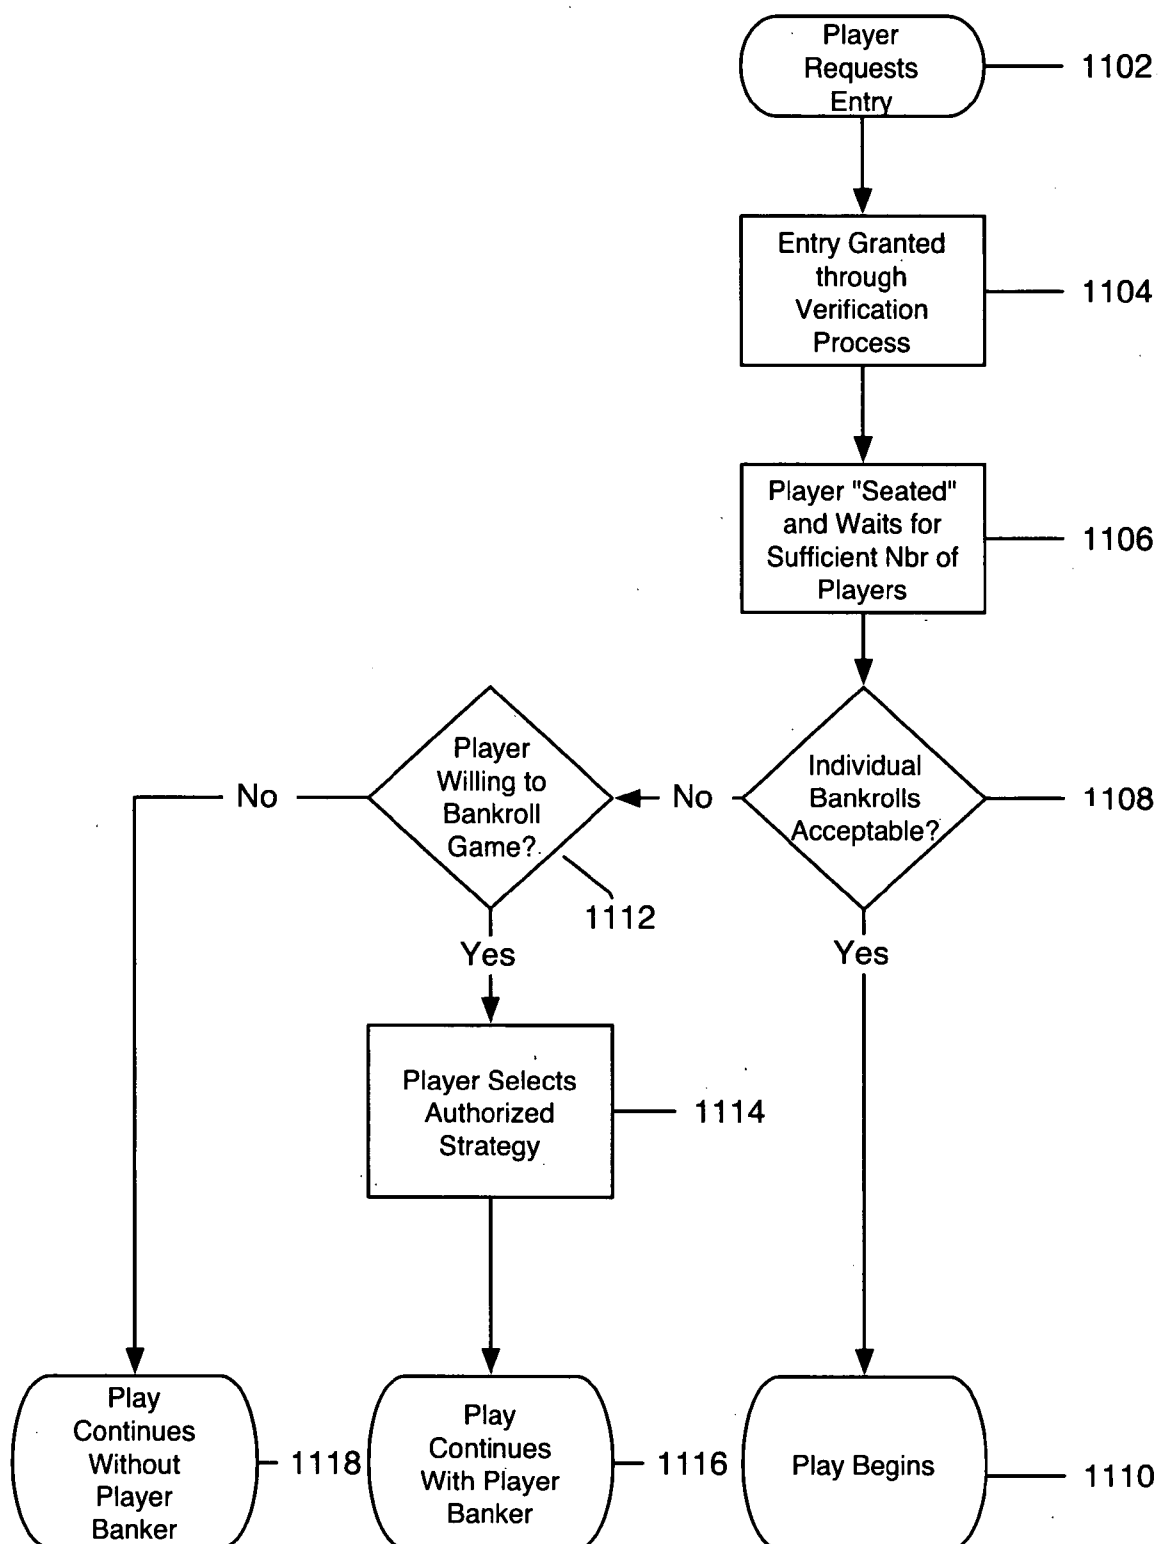 Player
Requests
Entry
1102
Entry Granted
through
Verification
Process
1104
Player "Seated"
and Waits for
Sufficient Nbr of
Players
1106
Individual
Bankrolls
Acceptable?
1108
No
Player
Willing to
Bankroll
Game?
1112
No
Yes
Yes
Player Selects
Authorized
Strategy
1114
Play
Continues
Without
Player
Banker
1118
Play
Continues
With Player
Banker
1116
Play Begins
1110